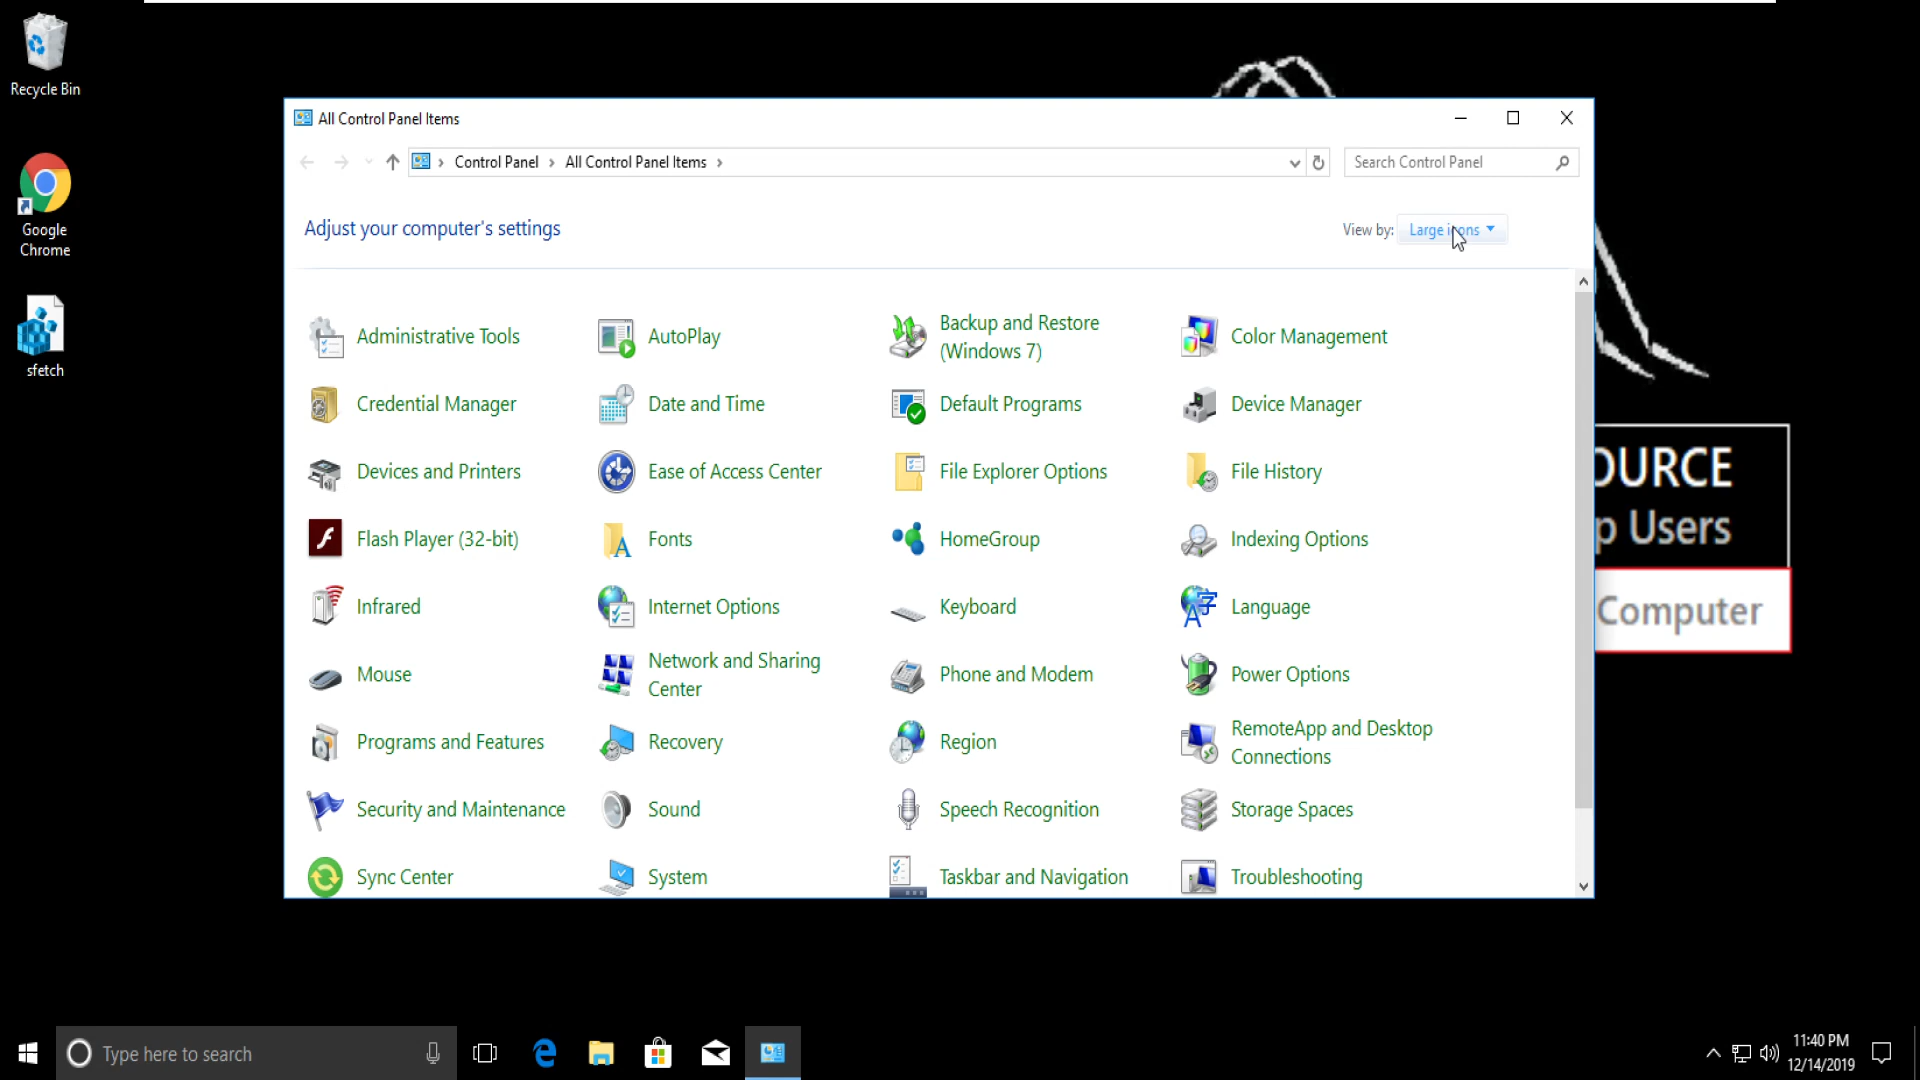 Recycle Bin
Google
Chrome
sfetch
All Control Panel Items
Control Panel
All Control Panel Items
Search Control Panel
Adjust your computer's settings
View by:
Large icons
Administrative Tools
AutoPlay
Backup and Restore
(Windows 7)
Color Management
Credential Manager
Date and Time
Default Programs
Device Manager
Devices and Printers
Ease of Access Center
File Explorer Options
File History
Flash Player (32-bit)
Fonts
HomeGroup
Indexing Options
Infrared
Internet Options
Keyboard
Language
Mouse
Network and Sharing
Center
Phone and Modem
Power Options
Programs and Features
Recovery
Region
RemoteApp and Desktop
Connections
Security and Maintenance
Sound
Speech Recognition
Storage Spaces
Sync Center
System
Taskbar and Navigation
Troubleshooting
OURCE
p Users
Computer
Type here to search
11:40 PM
12/14/2019